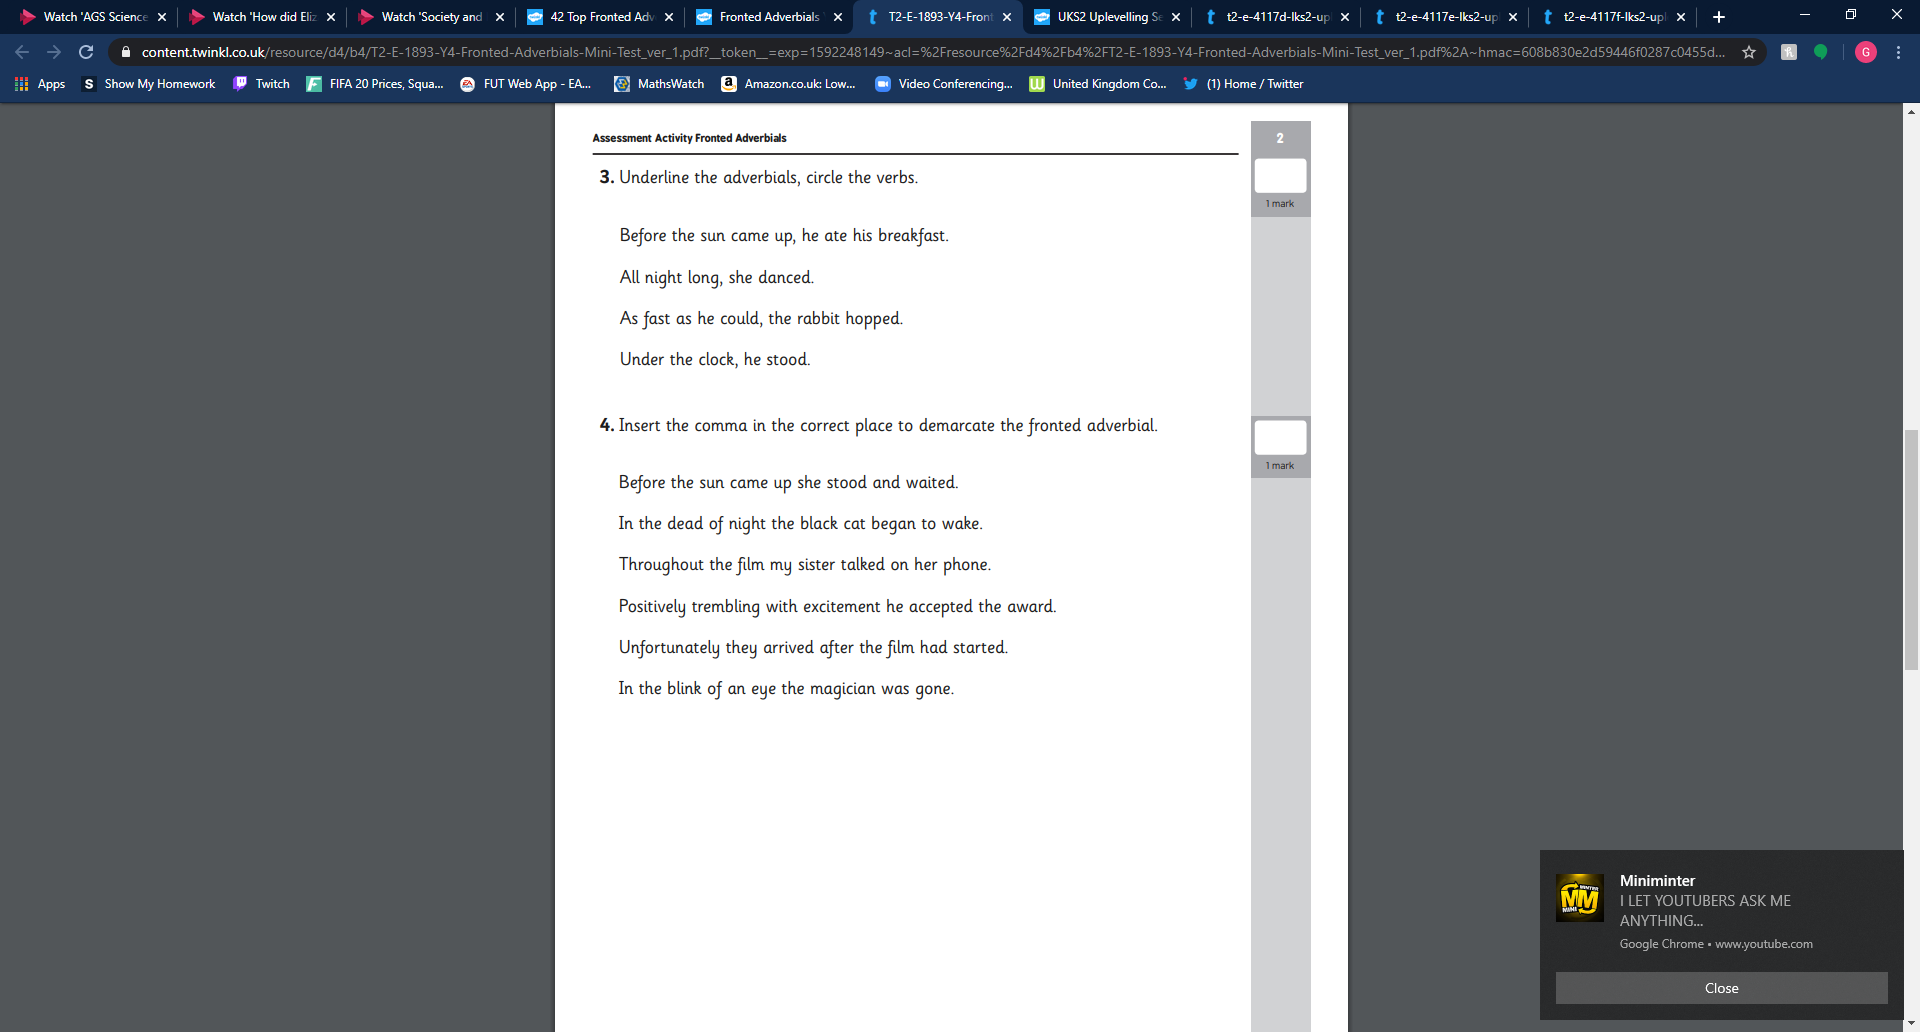 Watch 'AGS Science
Watch 'How did Eliz
Watch 'Society and
42 Top Fronted Adv
Fronted Adverbials
T2-E-1893-Y4-Front
UKS2 Uplevelling Se
t2-e-4117d-lks2-upl
t2-e-4117e-lks2-upl
t2-e-4117f-lks2-upl
content.twinkl.co.uk/resource/d4/b4/T2-E-1893-Y4-Fronted-Adverbials-Mini-Test_ver_1.pdf?__token__=exp=1592248149~acl=%2Fresource%2Fd4%2Fb4%2FT2-E-1893-Y4-Fronted-Adverbials-Mini-Test_ver_1.pdf%2A~hmac=608b830e2d59446f0287c0455d...
G
Apps
S Show My Homework
Twitch
FIFA 20 Prices, Squa...
FUT Web App - EA...
MathsWatch
Amazon.co.uk: Low...
Video Conferencing...
United Kingdom Co...
(1) Home / Twitter
Assessment Activity Fronted Adverbials
2
3. Underline the adverbials, circle the verbs.
1 mark
Before the sun came up, he ate his breakfast.
All night long, she danced.
As fast as he could, the rabbit hopped.
Under the clock, he stood.
4. Insert the comma in the correct place to demarcate the fronted adverbial.
1 mark
Before the sun came up she stood and waited.
In the dead of night the black cat began to wake.
Throughout the film my sister talked on her phone.
Positively trembling with excitement he accepted the award.
Unfortunately they arrived after the film had started.
In the blink of an eye the magician was gone.
Miniminter
I LET YOUTUBERS ASK ME
ANYTHING...
Google Chrome • www.youtube.com
Close